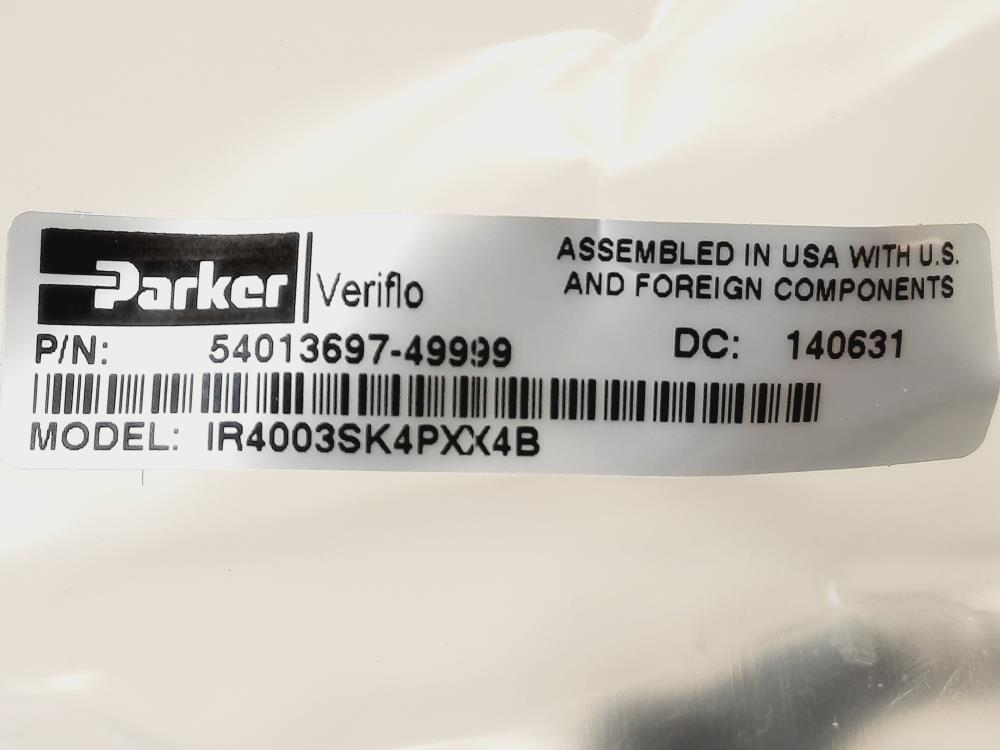 Parker Veriflo
ASSEMBLED IN USA WITH U.S.
AND FOREIGN COMPONENTS
P/N: 54013697-49999 DC: 140631
MODEL: IR4003SK4PXX4B